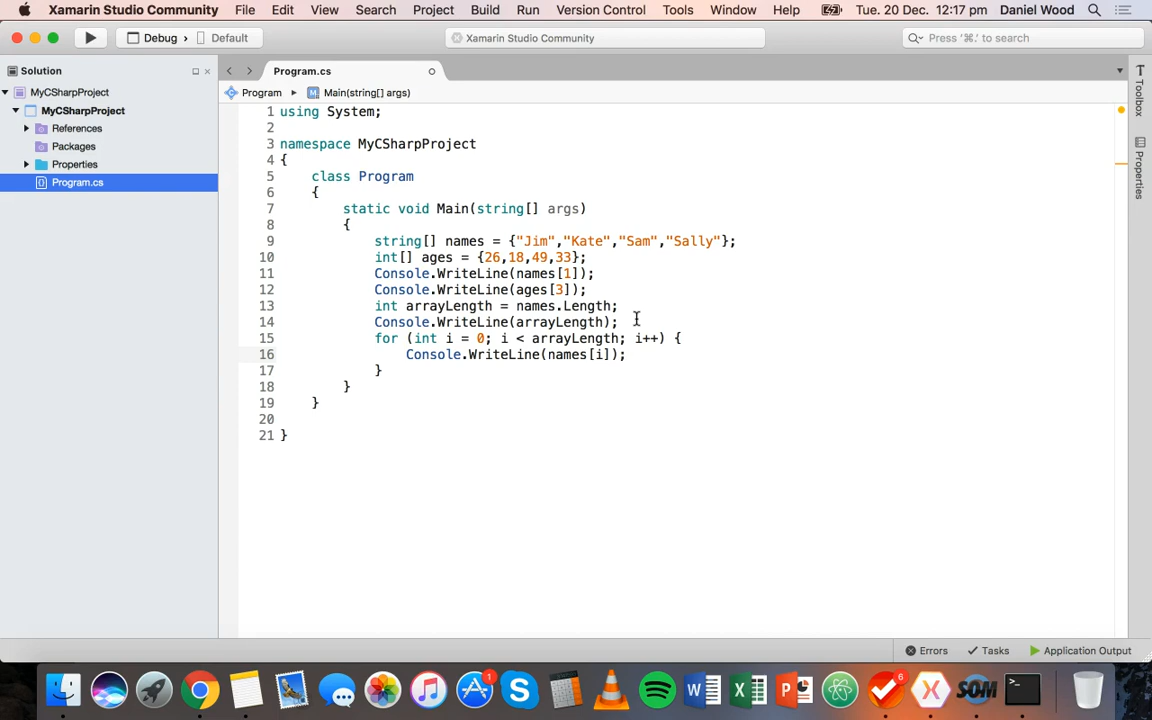 Xamarin Studio Community File Edit View Search Project Build Run Version Control Tools Window Help Tue. 20 Dec. 12:17 pm Daniel Wood
Debug › Default Xamarin Studio Community Press '⌘.' to search
Solution
MyCSharpProject
MyCSharpProject
References
Packages
Properties
Program.cs
Program.cs
Program ▸ Main(string[] args)
1 using System;
2
3 namespace MyCSharpProject
4 {
5 class Program
6 {
7 static void Main(string[] args)
8 {
9 string[] names = {"Jim","Kate","Sam","Sally"};
10 int[] ages = {26,18,49,33};
11 Console.WriteLine(names[1]);
12 Console.WriteLine(ages[3]);
13 int arrayLength = names.Length;
14 Console.WriteLine(arrayLength);
15 for (int i = 0; i < arrayLength; i++) {
16 Console.WriteLine(names[i]);
17 }
18 }
19 }
20
21 }
Toolbox
Properties
Errors Tasks Application Output
1
6
SOM